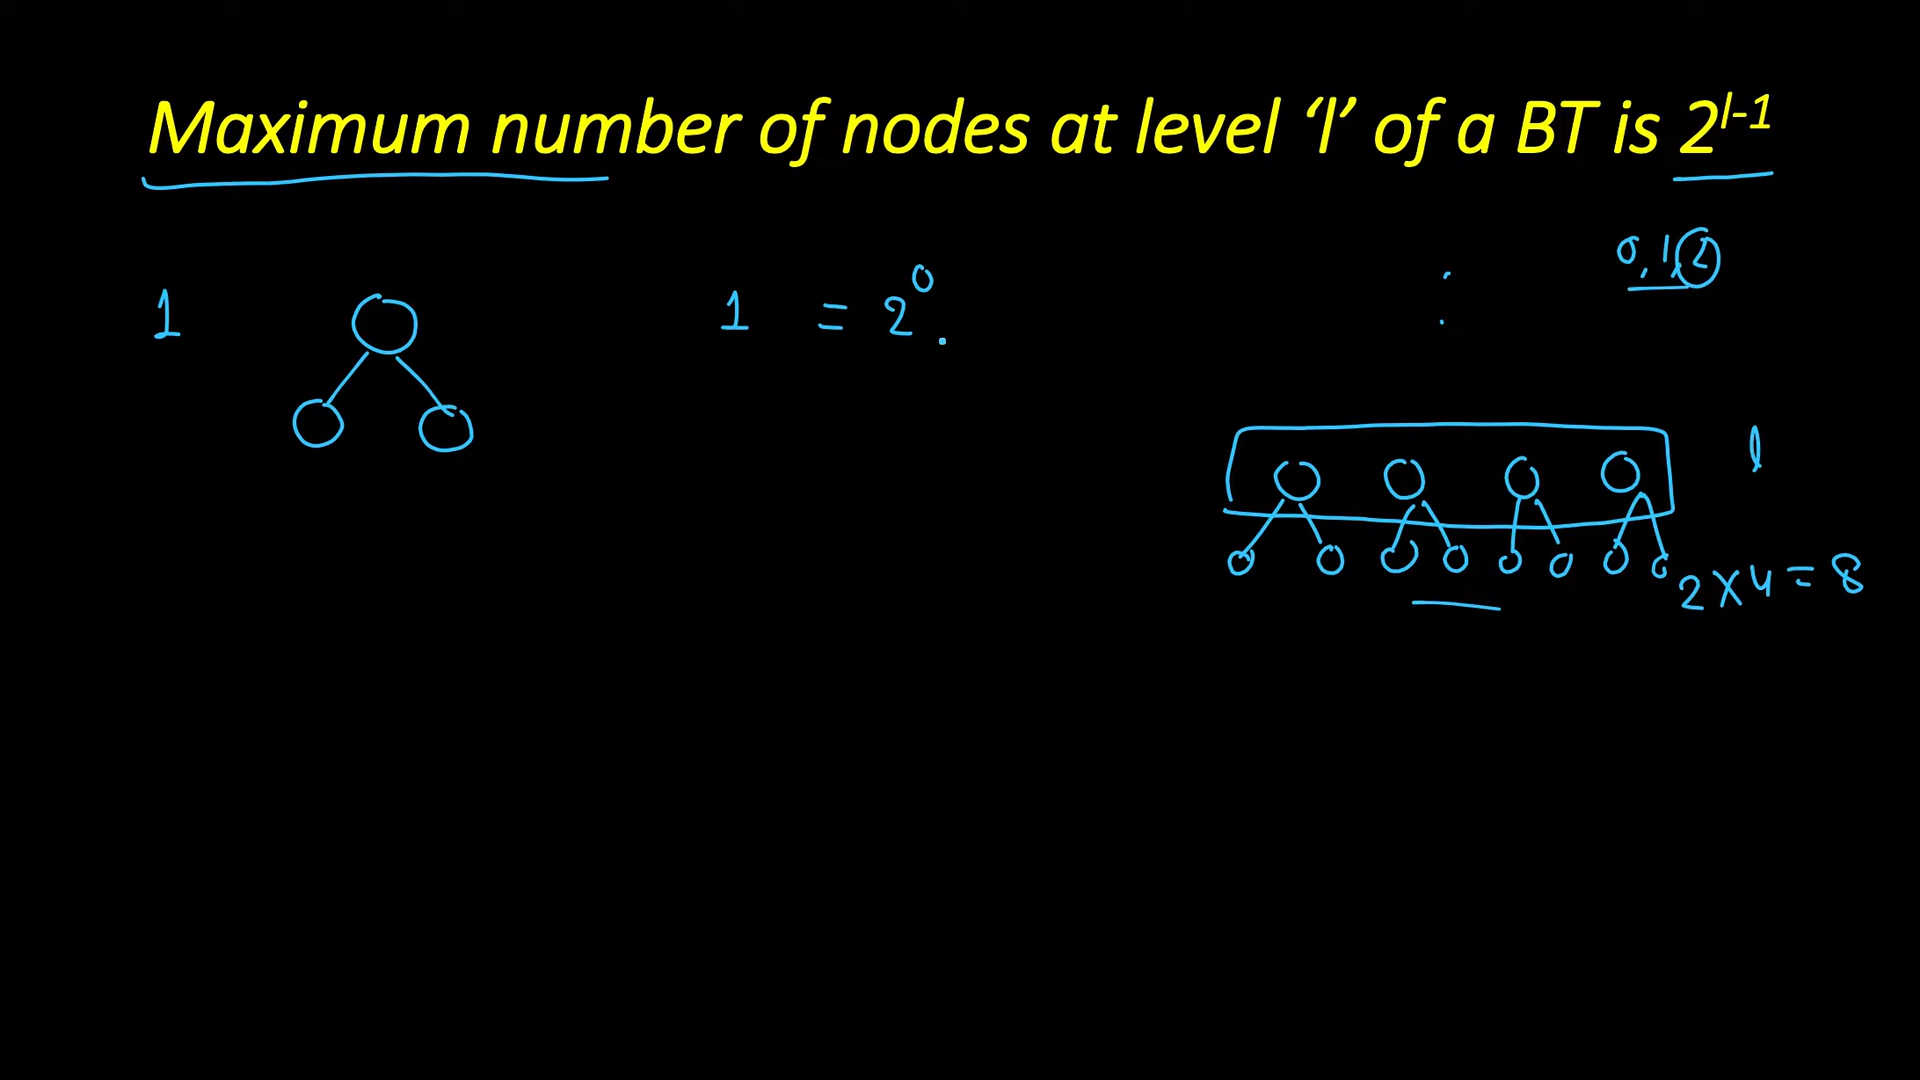 Maximum number of nodes at level ‘l’ of a BT is 2^l-1
0, 1, 2
1
1 = 2^0
l
2 X 4 = 8